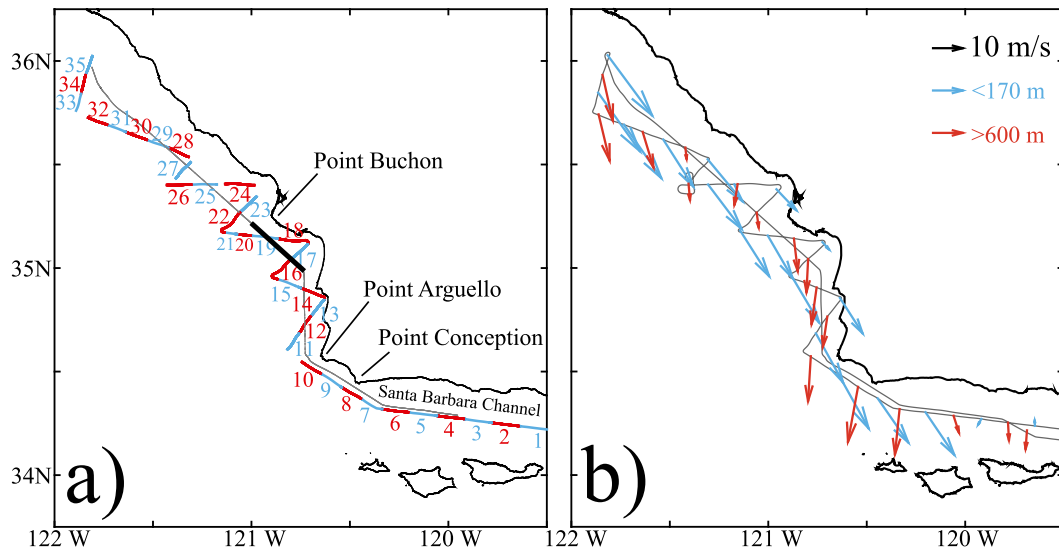 36N
35N
34N
122 W
121 W
120 W
35
34
33
32
31
30
29
28
27
26
25
24
23
22
21
20
19
18
17
16
15
14
13
12
11
10
9
8
7
6
5
4
3
2
1
Point Buchon
Point Arguello
Point Conception
Santa Barbara Channel
a)
10 m/s
<170 m
>600 m
b)
122 W
121 W
120 W